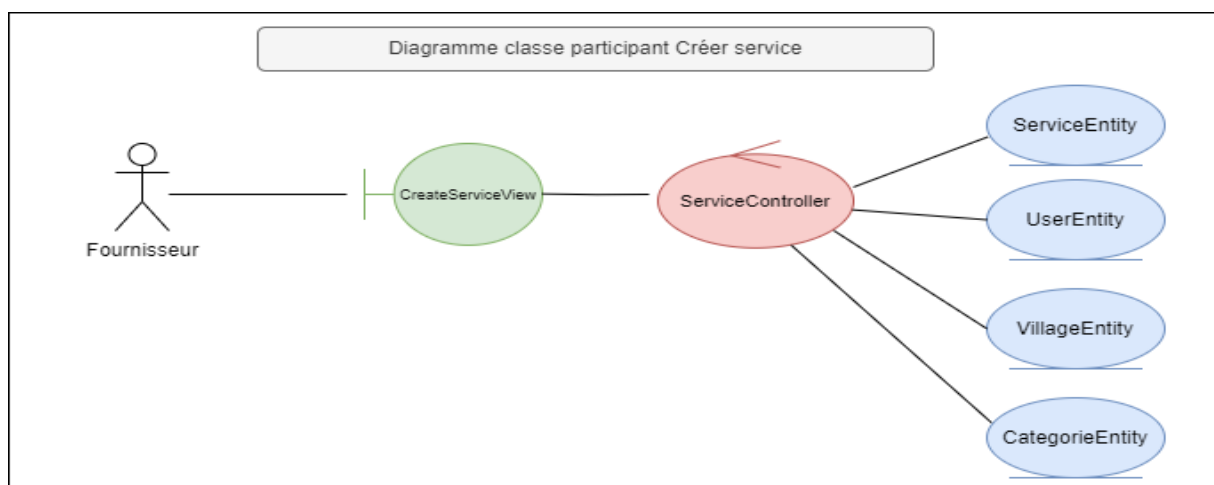 Diagramme classe participant Créer service
ServiceEntity
CreateServiceView
ServiceController
UserEntity
Fournisseur
VillageEntity
CategorieEntity